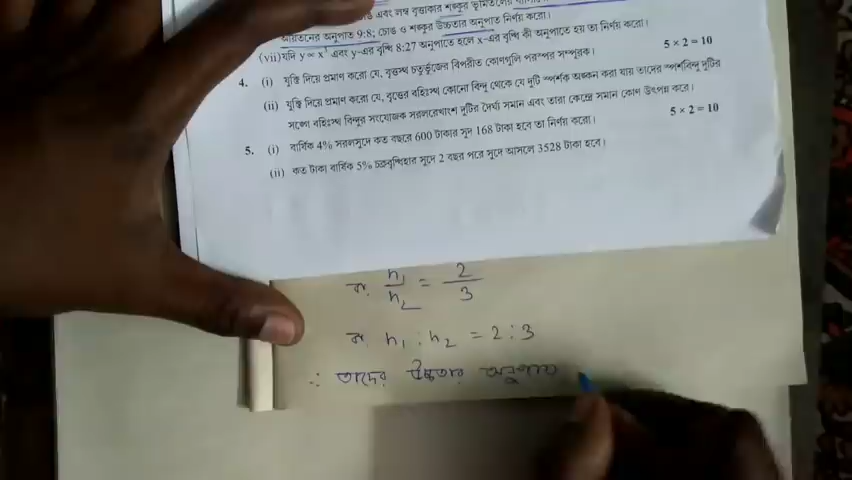 এবং লম্ব বৃত্তাকার শঙ্কুর ভূমিতলের
আয়তনের অনুপাত 9:8; চোঙ ও শঙ্কুর উচ্চতার অনুপাত নির্ণয় করো।
(vii) যদি y ∝ x³ এবং y-এর বৃদ্ধি 8:27 অনুপাতে হলে x-এর বৃদ্ধি কী অনুপাতে হয় তা নির্ণয় করো।
4. (i) যুক্তি দিয়ে প্রমাণ করো যে, বৃত্তস্থ চতুর্ভুজের বিপরীত কোণগুলি পরস্পর সম্পূরক। 5 × 2 = 10
(ii) যুক্তি দিয়ে প্রমাণ করো যে, বৃত্তের বহিঃস্থ কোনো বিন্দু থেকে যে দুটি স্পর্শক অঙ্কন করা যায় তাদের স্পর্শবিন্দু দুটির
সঙ্গে বহিঃস্থ বিন্দুর সংযোজক সরলরেখাংশ দুটির দৈর্ঘ্য সমান এবং তারা কেন্দ্রে সমান কোণ উৎপন্ন করে।
5. (i) বার্ষিক 4% সরলসুদে কত বছরে 600 টাকার সুদ 168 টাকা হবে তা নির্ণয় করো। 5 × 2 = 10
(ii) কত টাকা বার্ষিক 5% চক্রবৃদ্ধিহার সুদে 2 বছর পরে সুদে আসলে 3528 টাকা হবে।
বা, h₁/h₂ = 2/3
বা, h₁ : h₂ = 2 : 3
∴ তাদের উচ্চতার অনুপাত